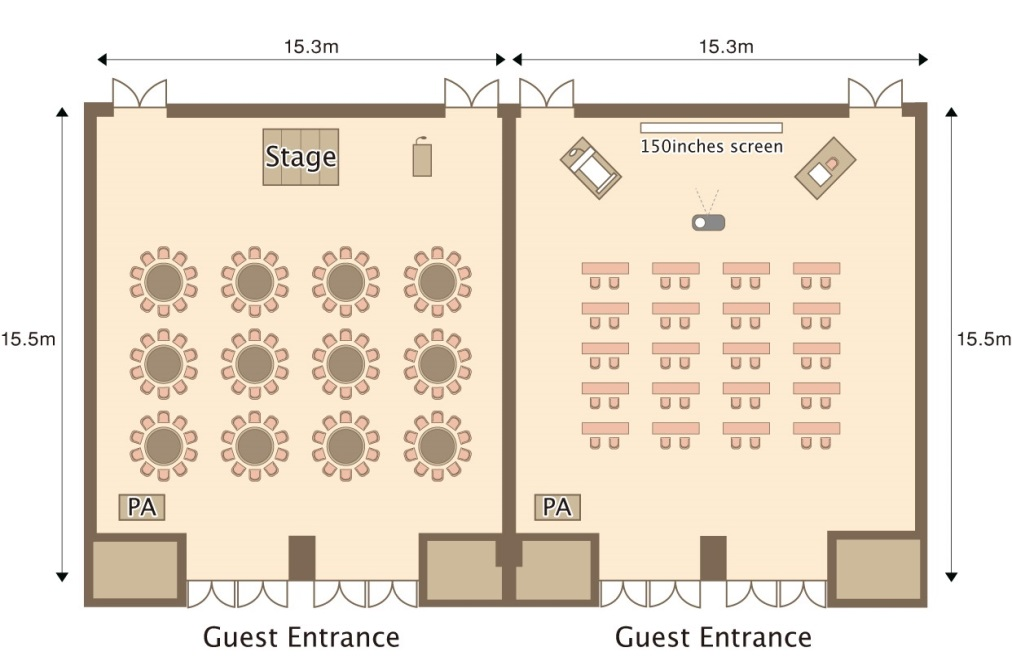 15.3m
15.3m
Stage
150inches screen
15.5m
15.5m
PA
PA
Guest Entrance
Guest Entrance